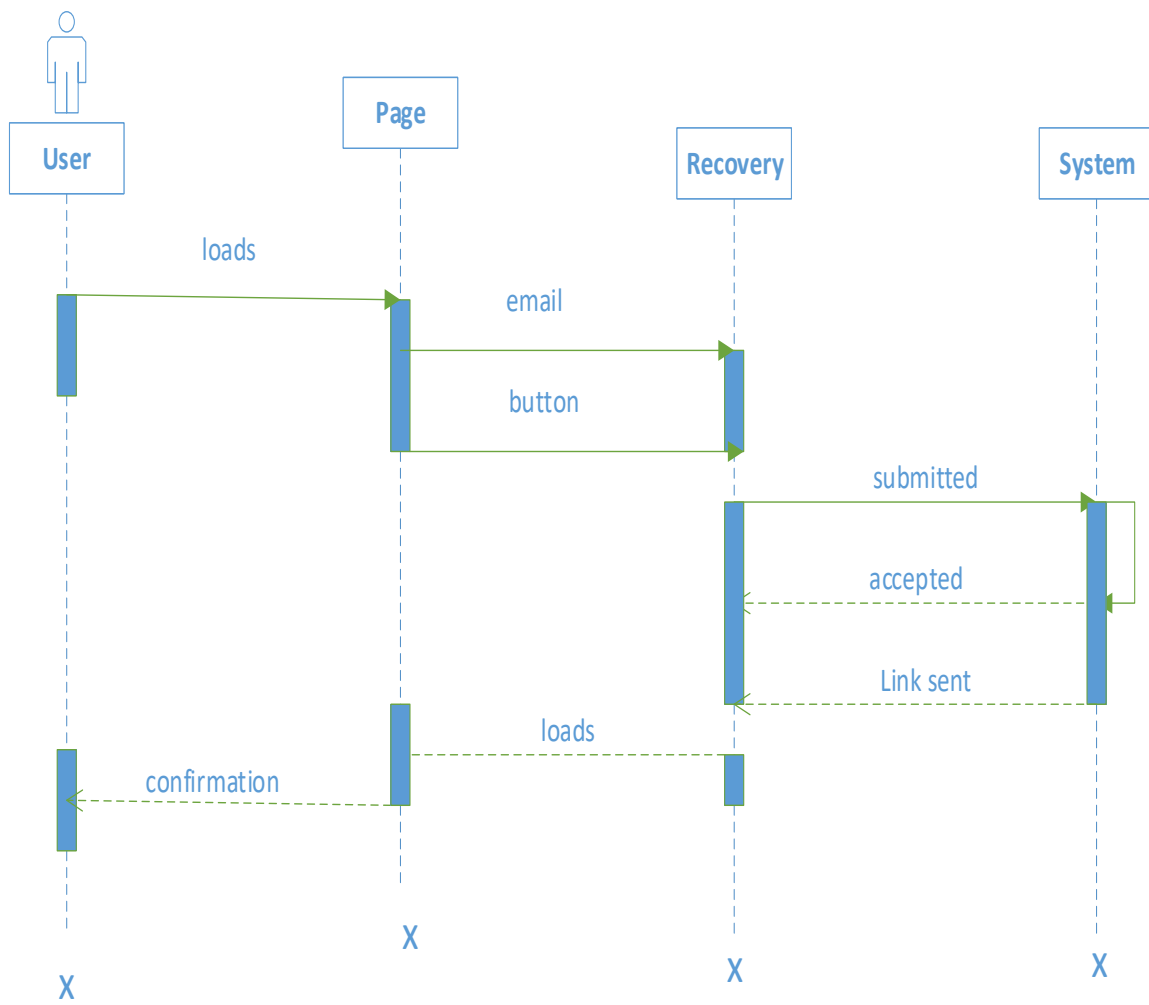 Page
User
Recovery
System
loads
email
button
submitted
accepted
Link sent
loads
confirmation
X
X
X
X